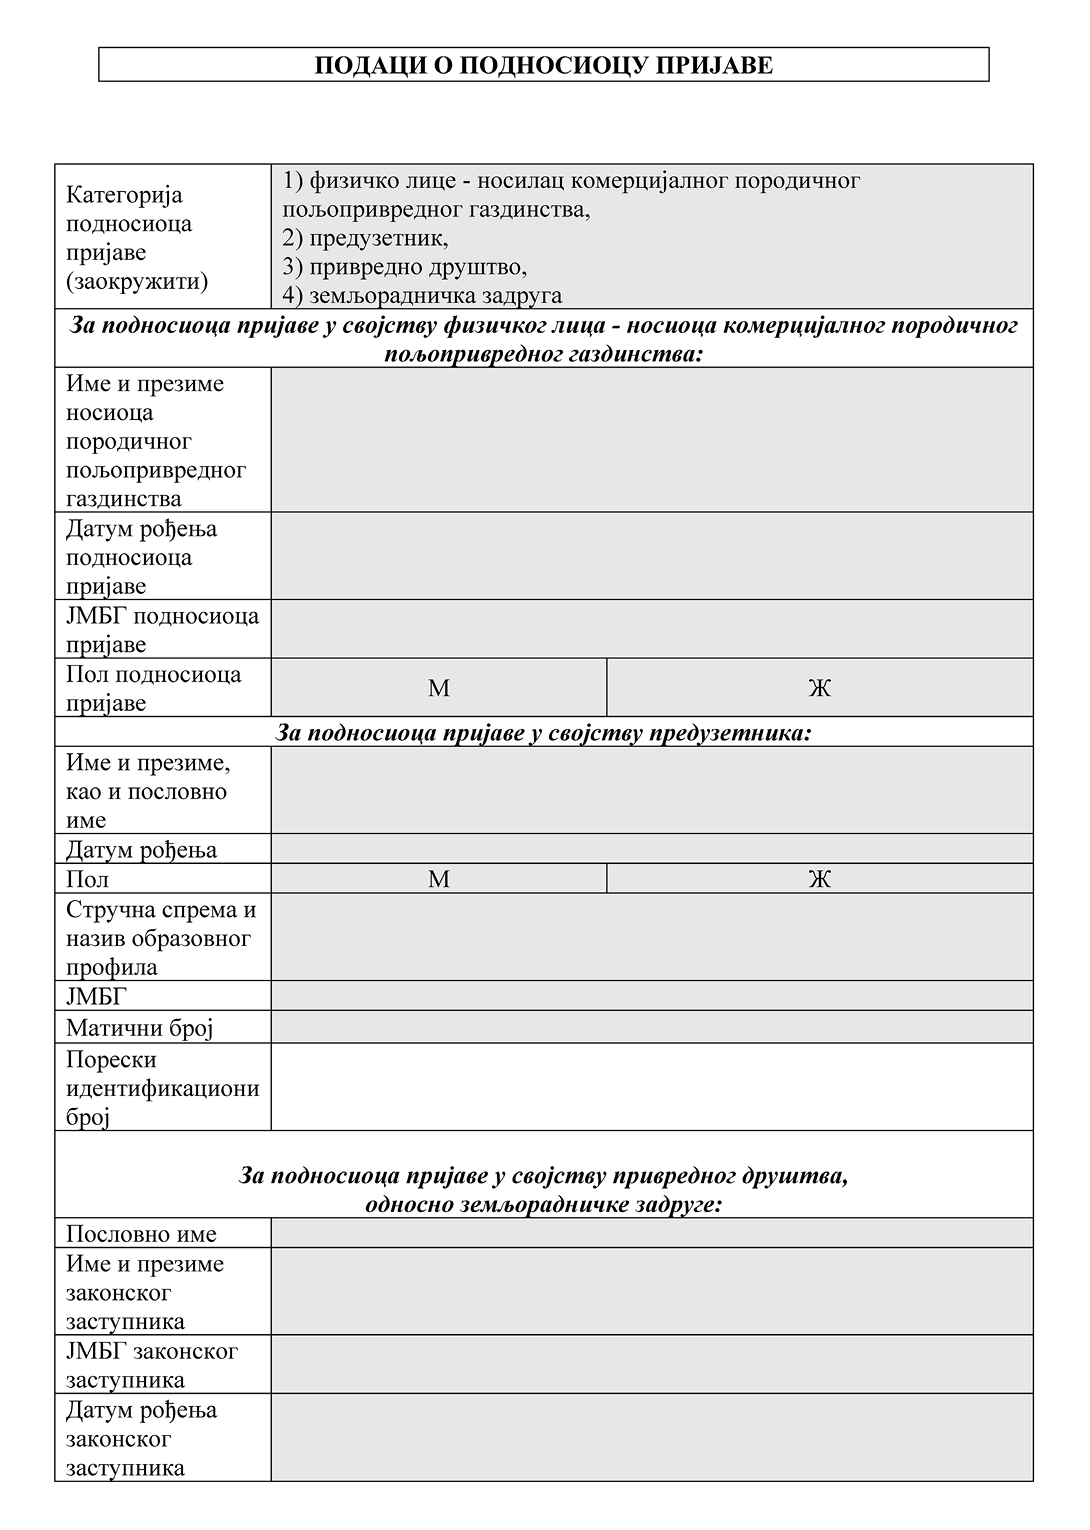 ПОДАЦИ О ПОДНОСИОЦУ ПРИЈАВЕ
Категорија
подносиоца
пријаве
(заокружити)
1) физичко лице - носилац комерцијалног породичног
пољопривредног газдинства,
2) предузетник,
3) привредно друштво,
4) земљорадничка задруга
За подносиоца пријаве у својству физичког лица - носиоца комерцијалног породичног
пољопривредног газдинства:
Име и презиме
носиоца
породичног
пољопривредног
газдинства
Датум рођења
подносиоца
пријаве
ЈМБГ подносиоца
пријаве
Пол подносиоца
пријаве
М
Ж
За подносиоца пријаве у својству предузетника:
Име и презиме,
као и пословно
име
Датум рођења
Пол
М
Ж
Стручна спрема и
назив образовног
профила
ЈМБГ
Матични број
Порески
идентификациони
број
За подносиоца пријаве у својству привредног друштва,
односно земљорадничке задруге:
Пословно име
Име и презиме
законског
заступника
ЈМБГ законског
заступника
Датум рођења
законског
заступника